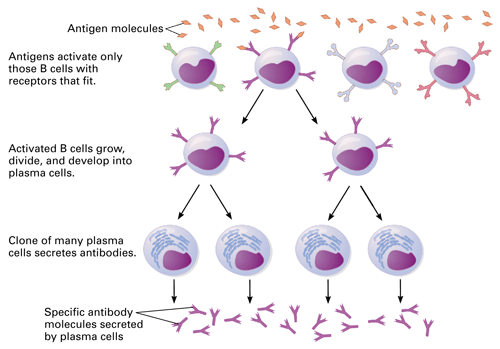 Antigen molecules
Antigens activate only
those B cells with
receptors that fit.
Activated B cells grow,
divide, and develop into
plasma cells.
Clone of many plasma
cells secretes antibodies.
Specific antibody
molecules secreted
by plasma cells